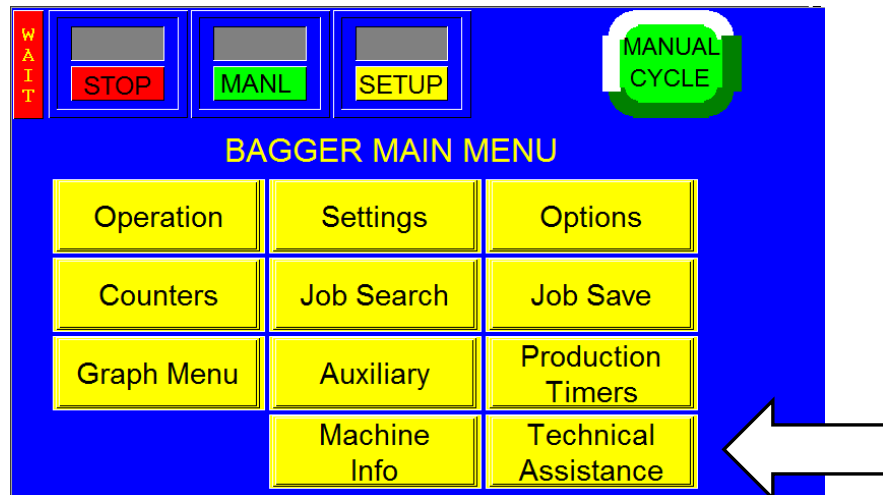 WAIT
STOP
MANL
SETUP
MANUAL
CYCLE
BAGGER MAIN MENU
Operation
Settings
Options
Counters
Job Search
Job Save
Graph Menu
Auxiliary
Production
Timers
Machine
Info
Technical
Assistance